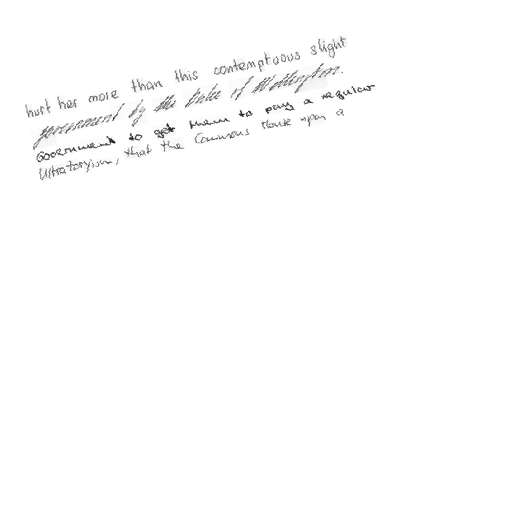 hurt her more than this contemptuous slight
government by the Duke of Wellington.
Government to get them to pay a regular
Ultratoryism, that the Commons House upon a